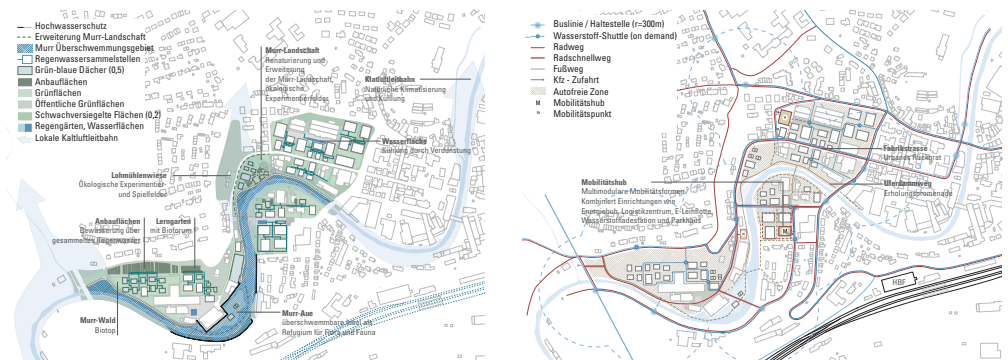 Hochwasserschutz
Erweiterung Murr-Landschaft
Murr Überschwemmungsgebiet
Regenwassersammelstellen
Grün-blaue Dächer (0,5)
Anbauflächen
Grünflächen
Öffentliche Grünflächen
Schwachversiegelte Flächen (0,2)
Regengärten, Wasserflächen
Lokale Kaltluftleitbahn
Murr-Landschaft
Renaturierung und
Erweiterung
der Murr-Landschaft,
ökologische
Experimentierfelder
Kaltluftleitbahn
Natürliche Klimatisierung
und Kühlung
Wasserfläche
Kühlung durch Verdunstung
Lohmühlenwiese
Ökologische Experimentier
und Spielfelder
Anbauflächen
Bewässerung über
gesammeltes Regenwasser
Lerngarten
mit Bioforum
Murr-Wald
Biotop
Murr-Aue
überschwemmbare Insel als
Refugium für Flora und Fauna
Buslinie / Haltestelle (r=300m)
Wasserstoff-Shuttle (on demand)
Radweg
Radschnellweg
Fußweg
Kfz - Zufahrt
Autofreie Zone
M Mobilitätshub
Mobilitätspunkt
Fabrikstrasse
Urbanes Rückgrat
Mobilitätshub
Multimodulare Mobilitätsformen
Kombiniert Einrichtungen wie
Energiehub, Logistikzentrum, E-Leihflotte,
Wasserstoffladestation und Parkhaus
Uferdammweg
Erholungspromenade
M
HBF